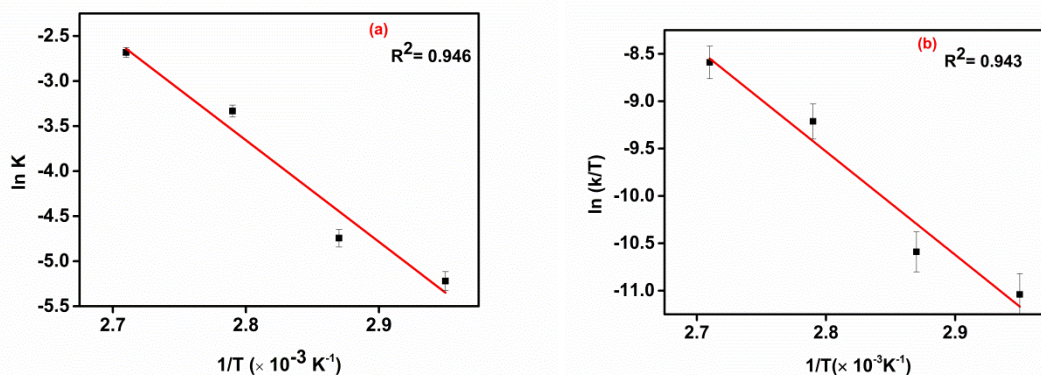 (a)
R² = 0.946
-2.5
-3.0
-3.5
-4.0
-4.5
-5.0
-5.5
ln K
2.7
2.8
2.9
1/T (× 10⁻³ K⁻¹)
(b)
R² = 0.943
-8.5
-9.0
-9.5
-10.0
-10.5
-11.0
ln (k/T)
2.7
2.8
2.9
1/T(× 10⁻³K⁻¹)